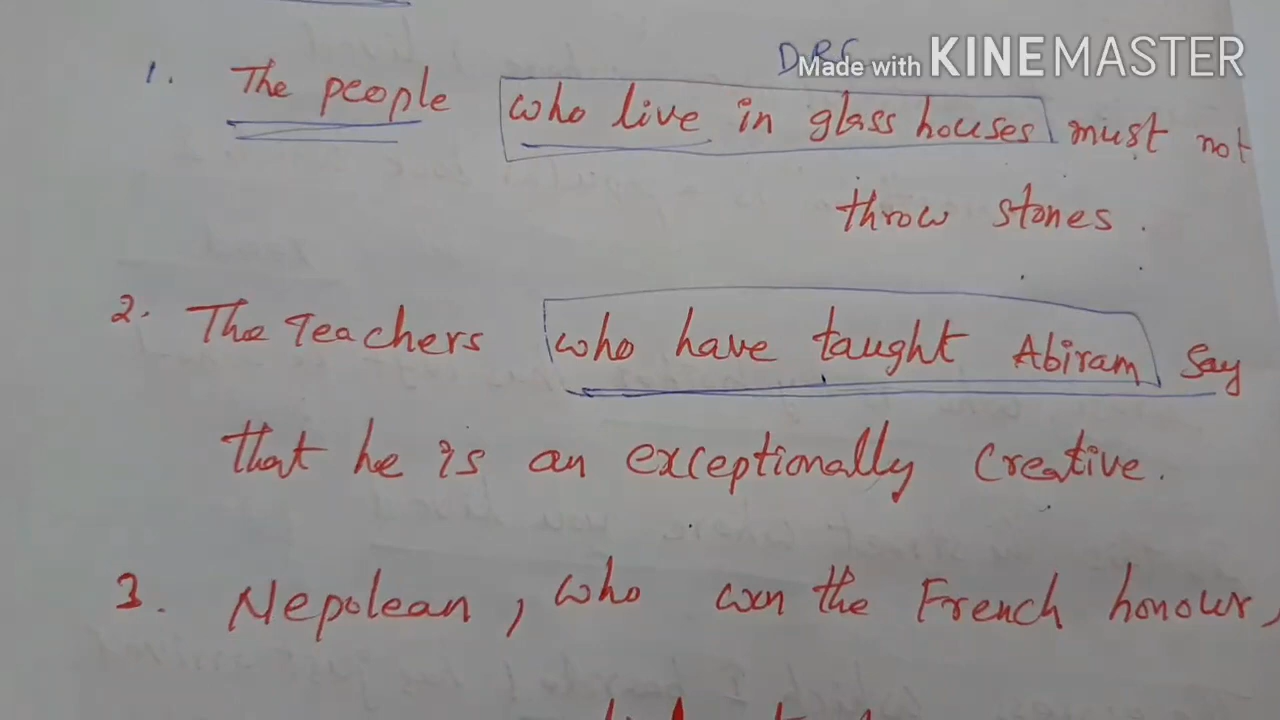 D.R.C
Made with KINEMASTER
1. The people who live in glass houses must not
throw stones.
2. The Teachers who have taught Abiram Say
that he is an exceptionally Creative.
3. Nepolean, who won the French honour,